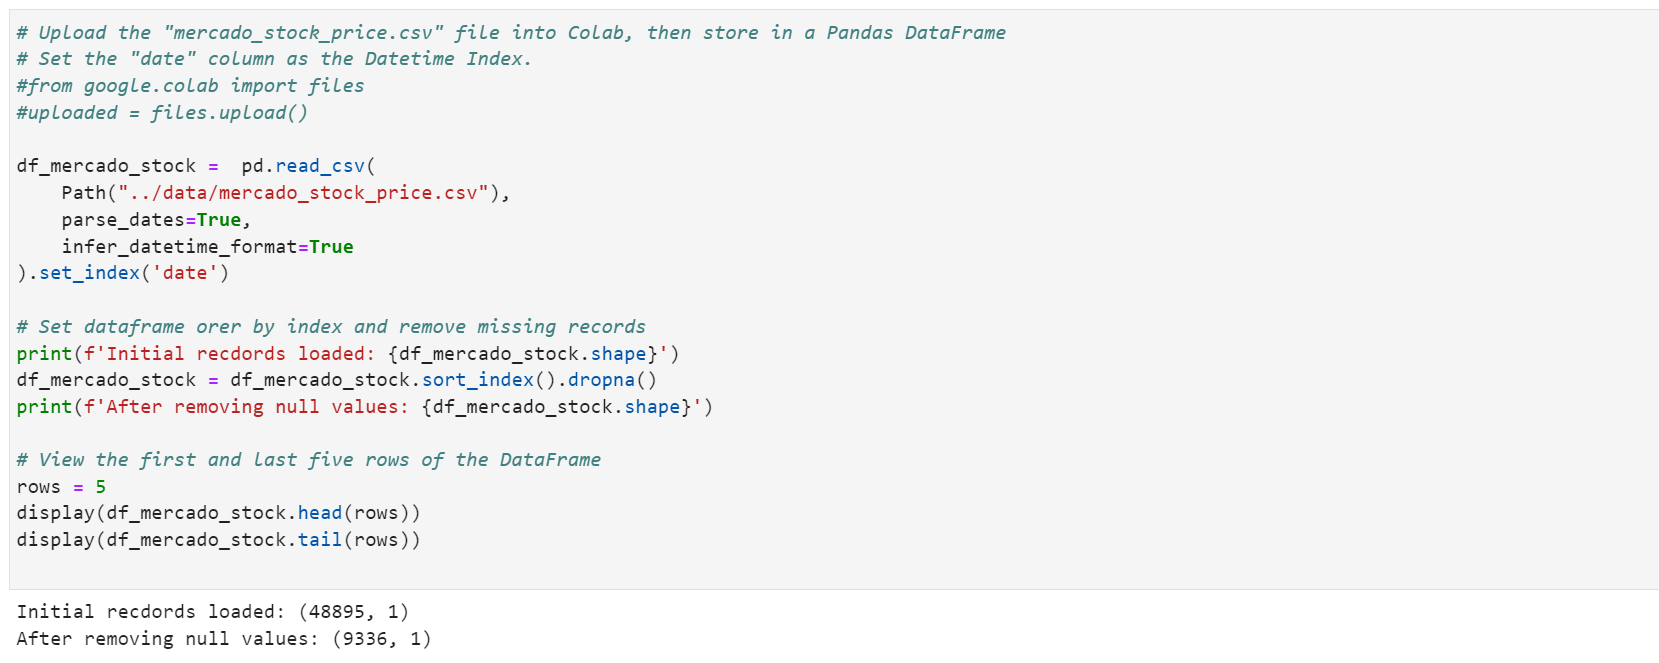 # Upload the "mercado_stock_price.csv" file into Colab, then store in a Pandas DataFrame
# Set the "date" column as the Datetime Index.
#from google.colab import files
#uploaded = files.upload()

df_mercado_stock =  pd.read_csv(
    Path("../data/mercado_stock_price.csv"),
    parse_dates=True,
    infer_datetime_format=True
).set_index('date')

# Set dataframe orer by index and remove missing records
print(f'Initial recdords loaded: {df_mercado_stock.shape}')
df_mercado_stock = df_mercado_stock.sort_index().dropna()
print(f'After removing null values: {df_mercado_stock.shape}')

# View the first and last five rows of the DataFrame
rows = 5
display(df_mercado_stock.head(rows))
display(df_mercado_stock.tail(rows))

Initial recdords loaded: (48895, 1)
After removing null values: (9336, 1)